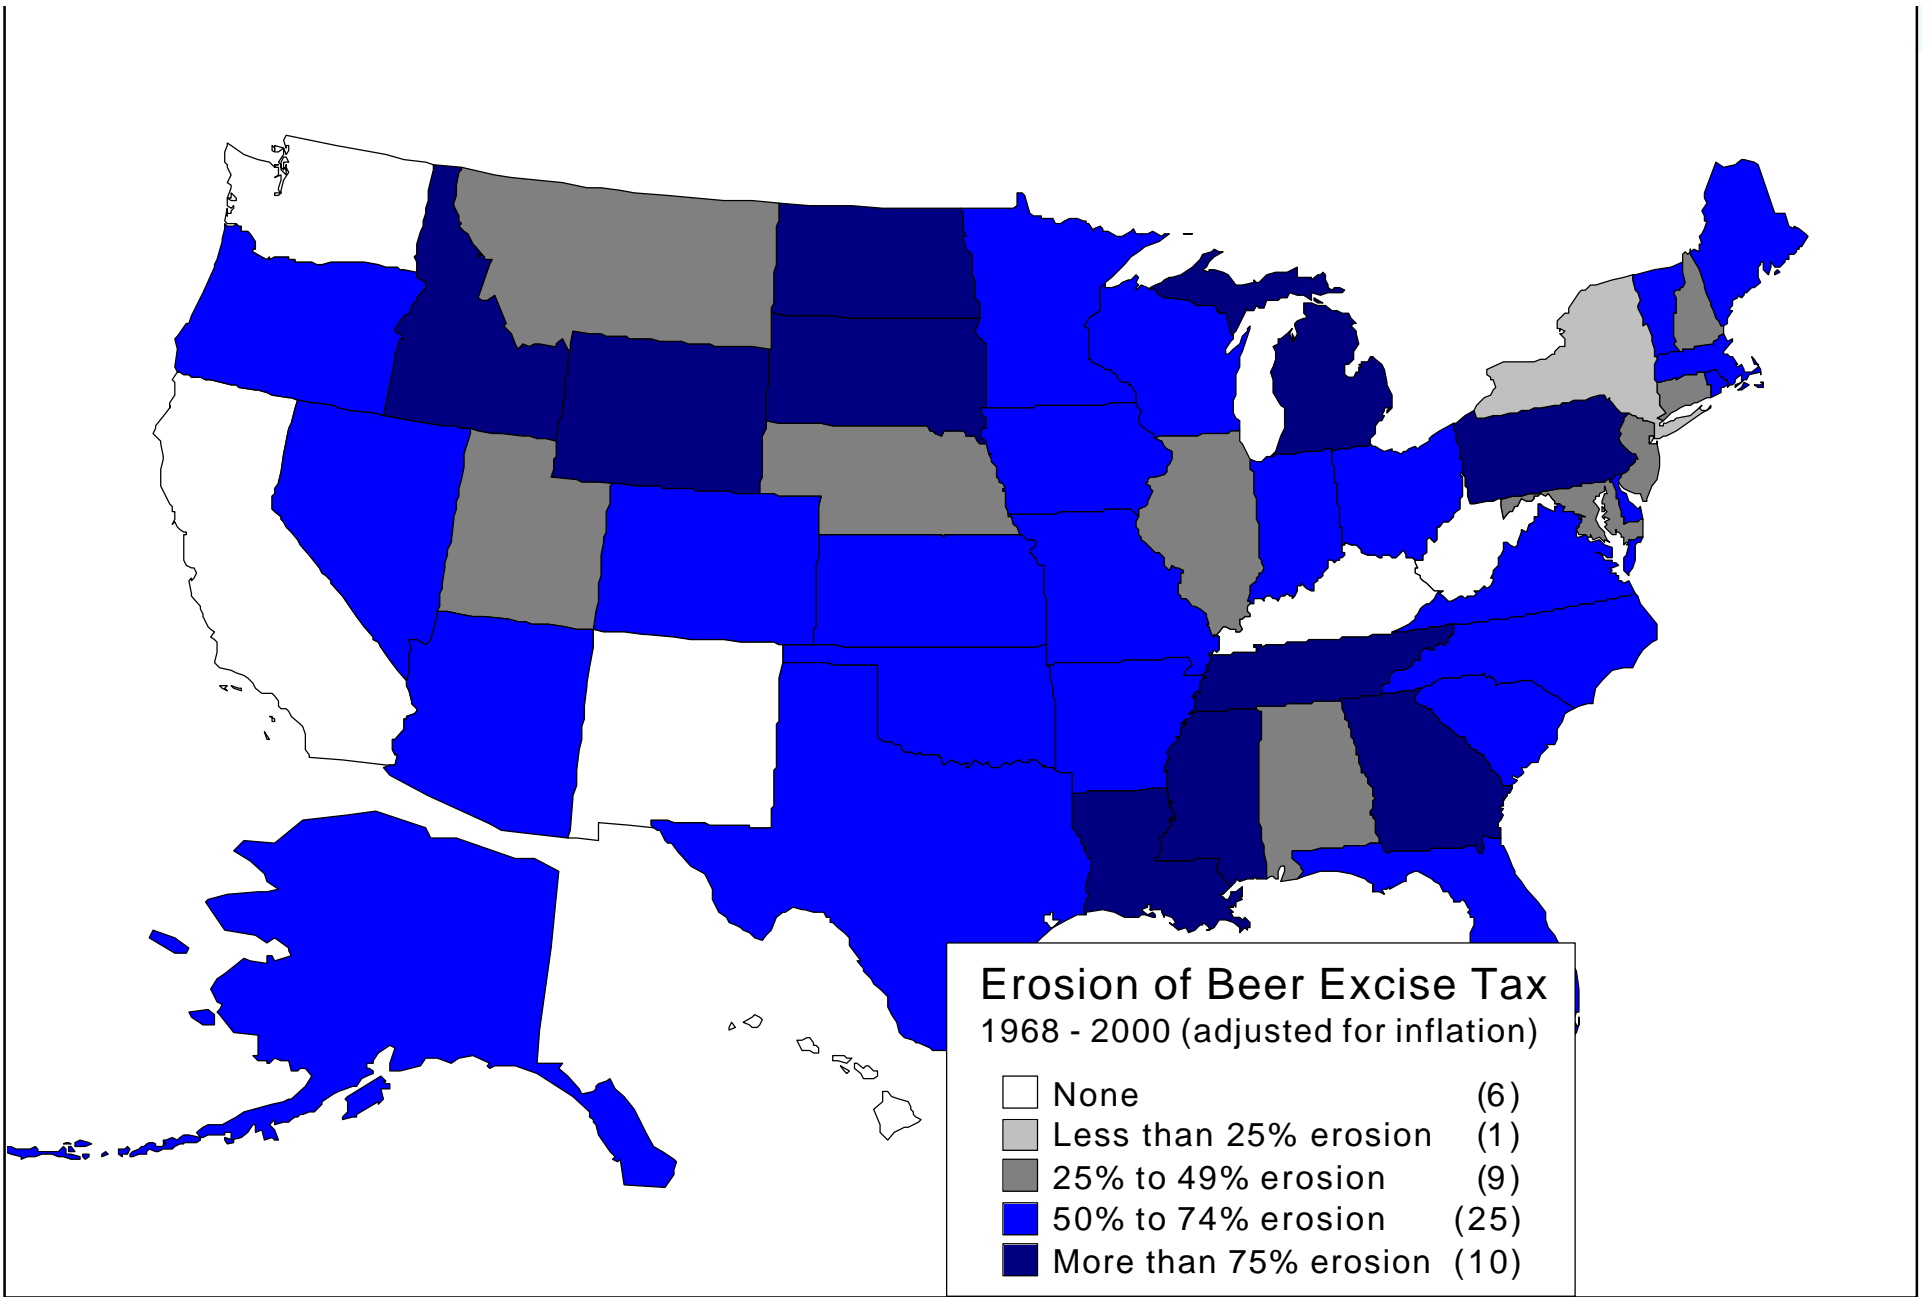 Erosion of Beer Excise Tax
1968 - 2000 (adjusted for inflation)
None (6)
Less than 25% erosion (1)
25% to 49% erosion (9)
50% to 74% erosion (25)
More than 75% erosion (10)